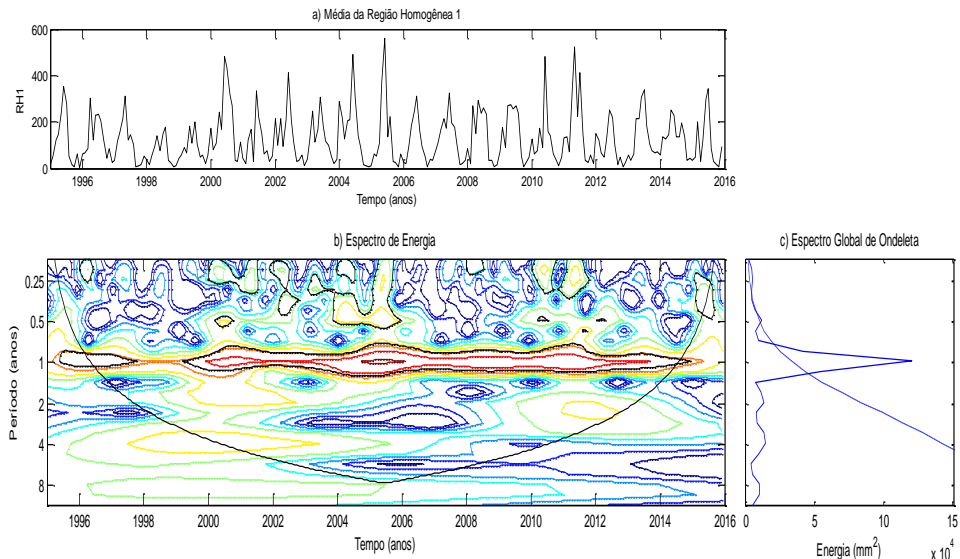 a) Média da Região Homogênea 1
600
400
200
0
RH1
1996 1998 2000 2002 2004 2006 2008 2010 2012 2014 2016
Tempo (anos)
b) Espectro de Energia
c) Espectro Global de Ondeleta
0.25
0.5
1
2
4
8
Período (anos)
1996 1998 2000 2002 2004 2006 2008 2010 2012 2014 2016
Tempo (anos)
0 5 10 15
Energia (mm²)
x 10⁴